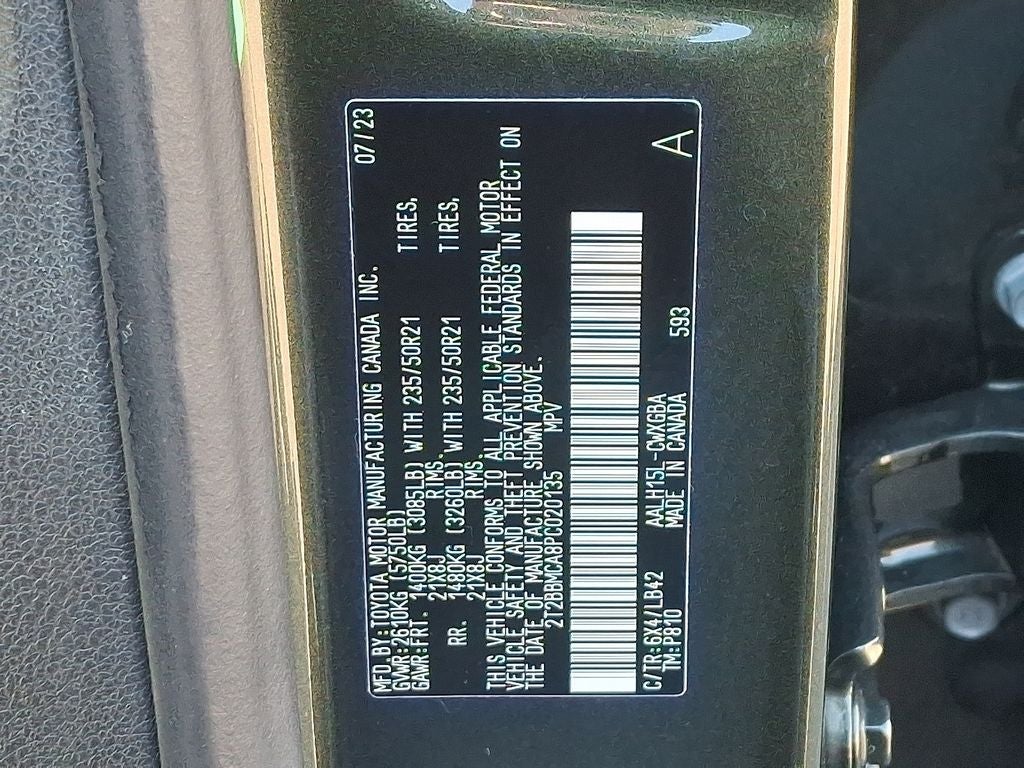 MFD.BY:TOYOTA MOTOR MANUFACTURING CANADA INC. 07/23
GVWR:2610KG (5750LB)
GAWR:FRT. 1400KG (3085LB) WITH 235/50R21 TIRES,
21X8J RIMS.
RR. 1480KG (3260LB) WITH 235/50R21 TIRES,
21X8J RIMS.
THIS VEHICLE CONFORMS TO ALL APPLICABLE FEDERAL MOTOR
VEHICLE SAFETY AND THEFT PREVENTION STANDARDS IN EFFECT ON
THE DATE OF MANUFACTURE SHOWN ABOVE.
2T2BBMCA8PC020135 MPV
C/TR:6X4/LB42 AALH15L-CWXGBA A
TM:P810 MADE IN CANADA 593